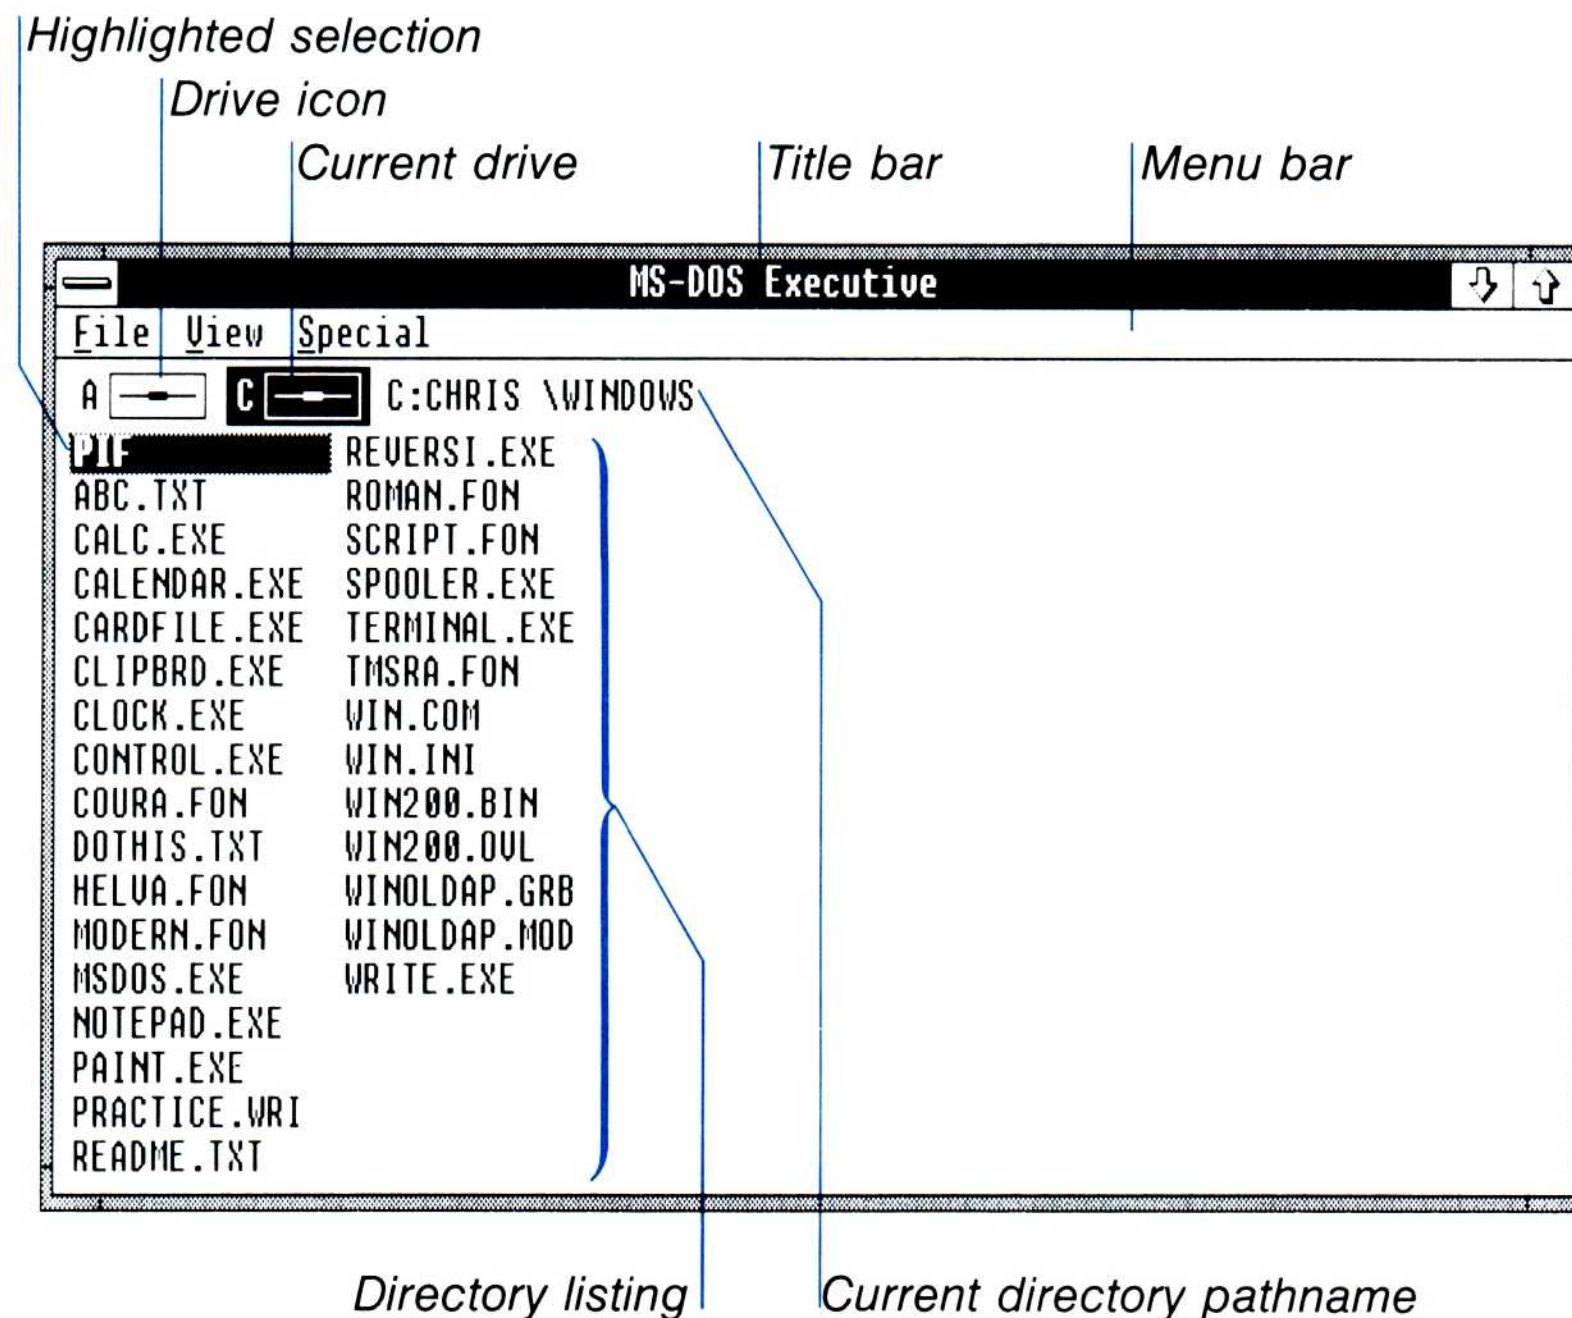 Highlighted selection
Drive icon
Current drive
Title bar
Menu bar
MS-DOS Executive
File View Special
A C C:CHRIS \WINDOWS
PIF
ABC.TXT
CALC.EXE
CALENDAR.EXE
CARDFILE.EXE
CLIPBRD.EXE
CLOCK.EXE
CONTROL.EXE
COURA.FON
DOTHIS.TXT
HELVA.FON
MODERN.FON
MSDOS.EXE
NOTEPAD.EXE
PAINT.EXE
PRACTICE.WRI
README.TXT
REVERSI.EXE
ROMAN.FON
SCRIPT.FON
SPOOLER.EXE
TERMINAL.EXE
TMSRA.FON
WIN.COM
WIN.INI
WIN200.BIN
WIN200.OVL
WINOLDAP.GRB
WINOLDAP.MOD
WRITE.EXE
Directory listing
Current directory pathname